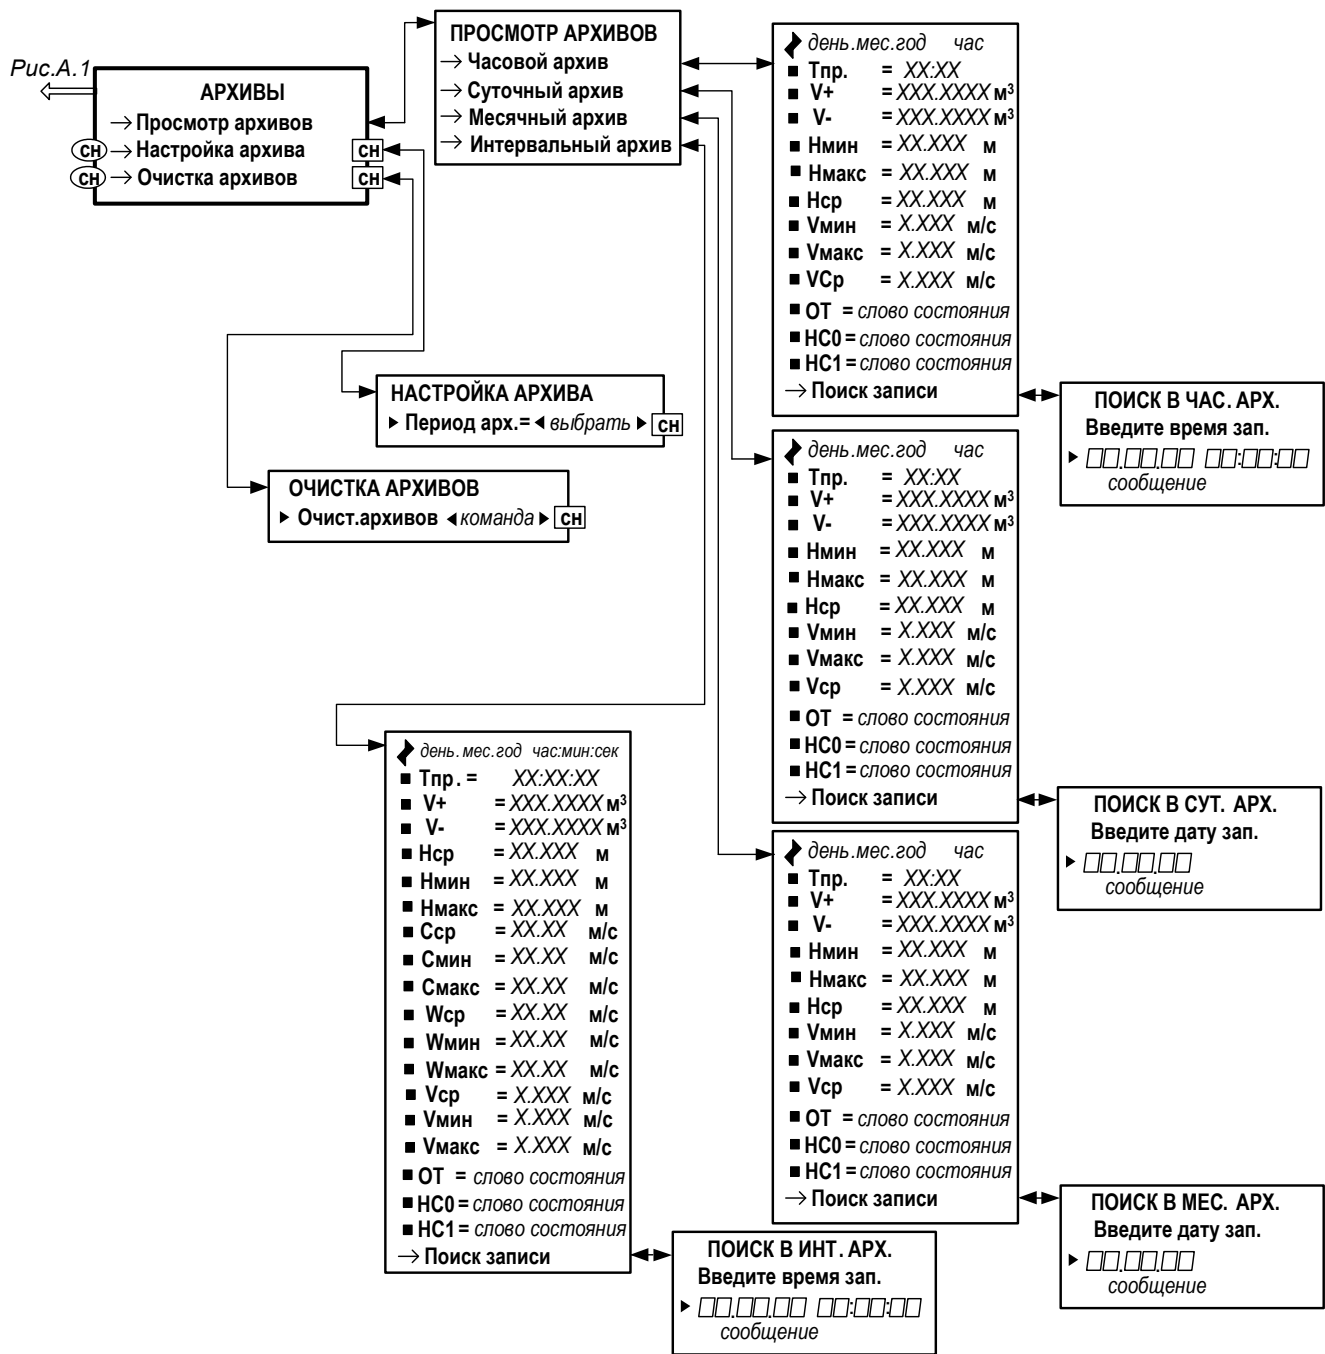 Рис.А.1
АРХИВЫ
→ Просмотр архивов
СН → Настройка архива СН
СН → Очистка архивов СН
ПРОСМОТР АРХИВОВ
→ Часовой архив
→ Суточный архив
→ Месячный архив
→ Интервальный архив
день.мес.год час
■ Тпр. = XX:XX
■ V+ = XXX.XXXX м³
■ V- = XXX.XXXX м³
■ Нмин = XX.XXX м
■ Нмакс = XX.XXX м
■ Нср = XX.XXX м
■ Vмин = X.XXX м/с
■ Vмакс = X.XXX м/с
■ VСр = X.XXX м/с
■ ОТ = слово состояния
■ НС0 = слово состояния
■ НС1 = слово состояния
→ Поиск записи
ПОИСК В ЧАС. АРХ.
Введите время зап.
▶ □□.□□.□□ □□:□□:□□
сообщение
НАСТРОЙКА АРХИВА
▶ Период арх.= ◀ выбрать ▶ СН
ОЧИСТКА АРХИВОВ
▶ Очист.архивов ◀ команда ▶ СН
день.мес.год час
■ Тпр. = XX:XX
■ V+ = XXX.XXXX м³
■ V- = XXX.XXXX м³
■ Нмин = XX.XXX м
■ Нмакс = XX.XXX м
■ Нср = XX.XXX м
■ Vмин = X.XXX м/с
■ Vмакс = X.XXX м/с
■ Vср = X.XXX м/с
■ ОТ = слово состояния
■ НС0 = слово состояния
■ НС1 = слово состояния
→ Поиск записи
ПОИСК В СУТ. АРХ.
Введите дату зап.
▶ □□.□□.□□
сообщение
день.мес.год час
■ Тпр. = XX:XX
■ V+ = XXX.XXXX м³
■ V- = XXX.XXXX м³
■ Нмин = XX.XXX м
■ Нмакс = XX.XXX м
■ Нср = XX.XXX м
■ Vмин = X.XXX м/с
■ Vмакс = X.XXX м/с
■ Vср = X.XXX м/с
■ ОТ = слово состояния
■ НС0 = слово состояния
■ НС1 = слово состояния
→ Поиск записи
ПОИСК В МЕС. АРХ.
Введите дату зап.
▶ □□.□□.□□
сообщение
день.мес.год час:мин:сек
■ Тпр. = XX:XX:XX
■ V+ = XXX.XXXX м³
■ V- = XXX.XXXX м³
■ Нср = XX.XXX м
■ Нмин = XX.XXX м
■ Нмакс = XX.XXX м
■ Сср = XX.XX м/с
■ Смин = XX.XX м/с
■ Смакс = XX.XX м/с
■ Wср = XX.XX м/с
■ Wмин = XX.XX м/с
■ Wмакс = XX.XX м/с
■ Vср = X.XXX м/с
■ Vмин = X.XXX м/с
■ Vмакс = X.XXX м/с
■ ОТ = слово состояния
■ НС0 = слово состояния
■ НС1 = слово состояния
→ Поиск записи
ПОИСК В ИНТ. АРХ.
Введите время зап.
▶ □□.□□.□□ □□:□□:□□
сообщение